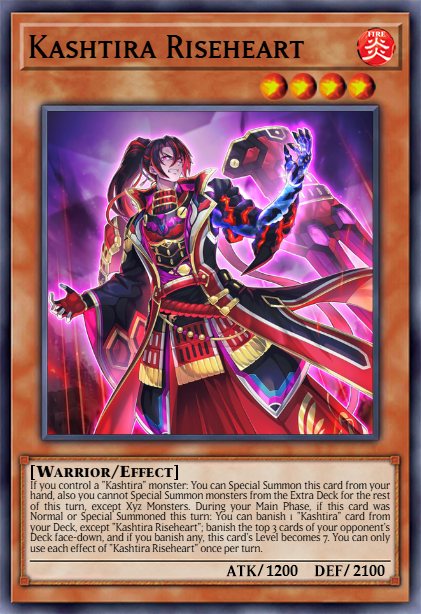 Kashtira Riseheart
FIRE
炎
[Warrior/Effect]
If you control a "Kashtira" monster: You can Special Summon this card from your
hand, also you cannot Special Summon monsters from the Extra Deck for the rest
of this turn, except Xyz Monsters. During your Main Phase, if this card was
Normal or Special Summoned this turn: You can banish 1 "Kashtira" card from
your Deck, except "Kashtira Riseheart"; banish the top 3 cards of your opponent's
Deck face-down, and if you banish any, this card's Level becomes 7. You can only
use each effect of "Kashtira Riseheart" once per turn.
ATK/1200 DEF/2100